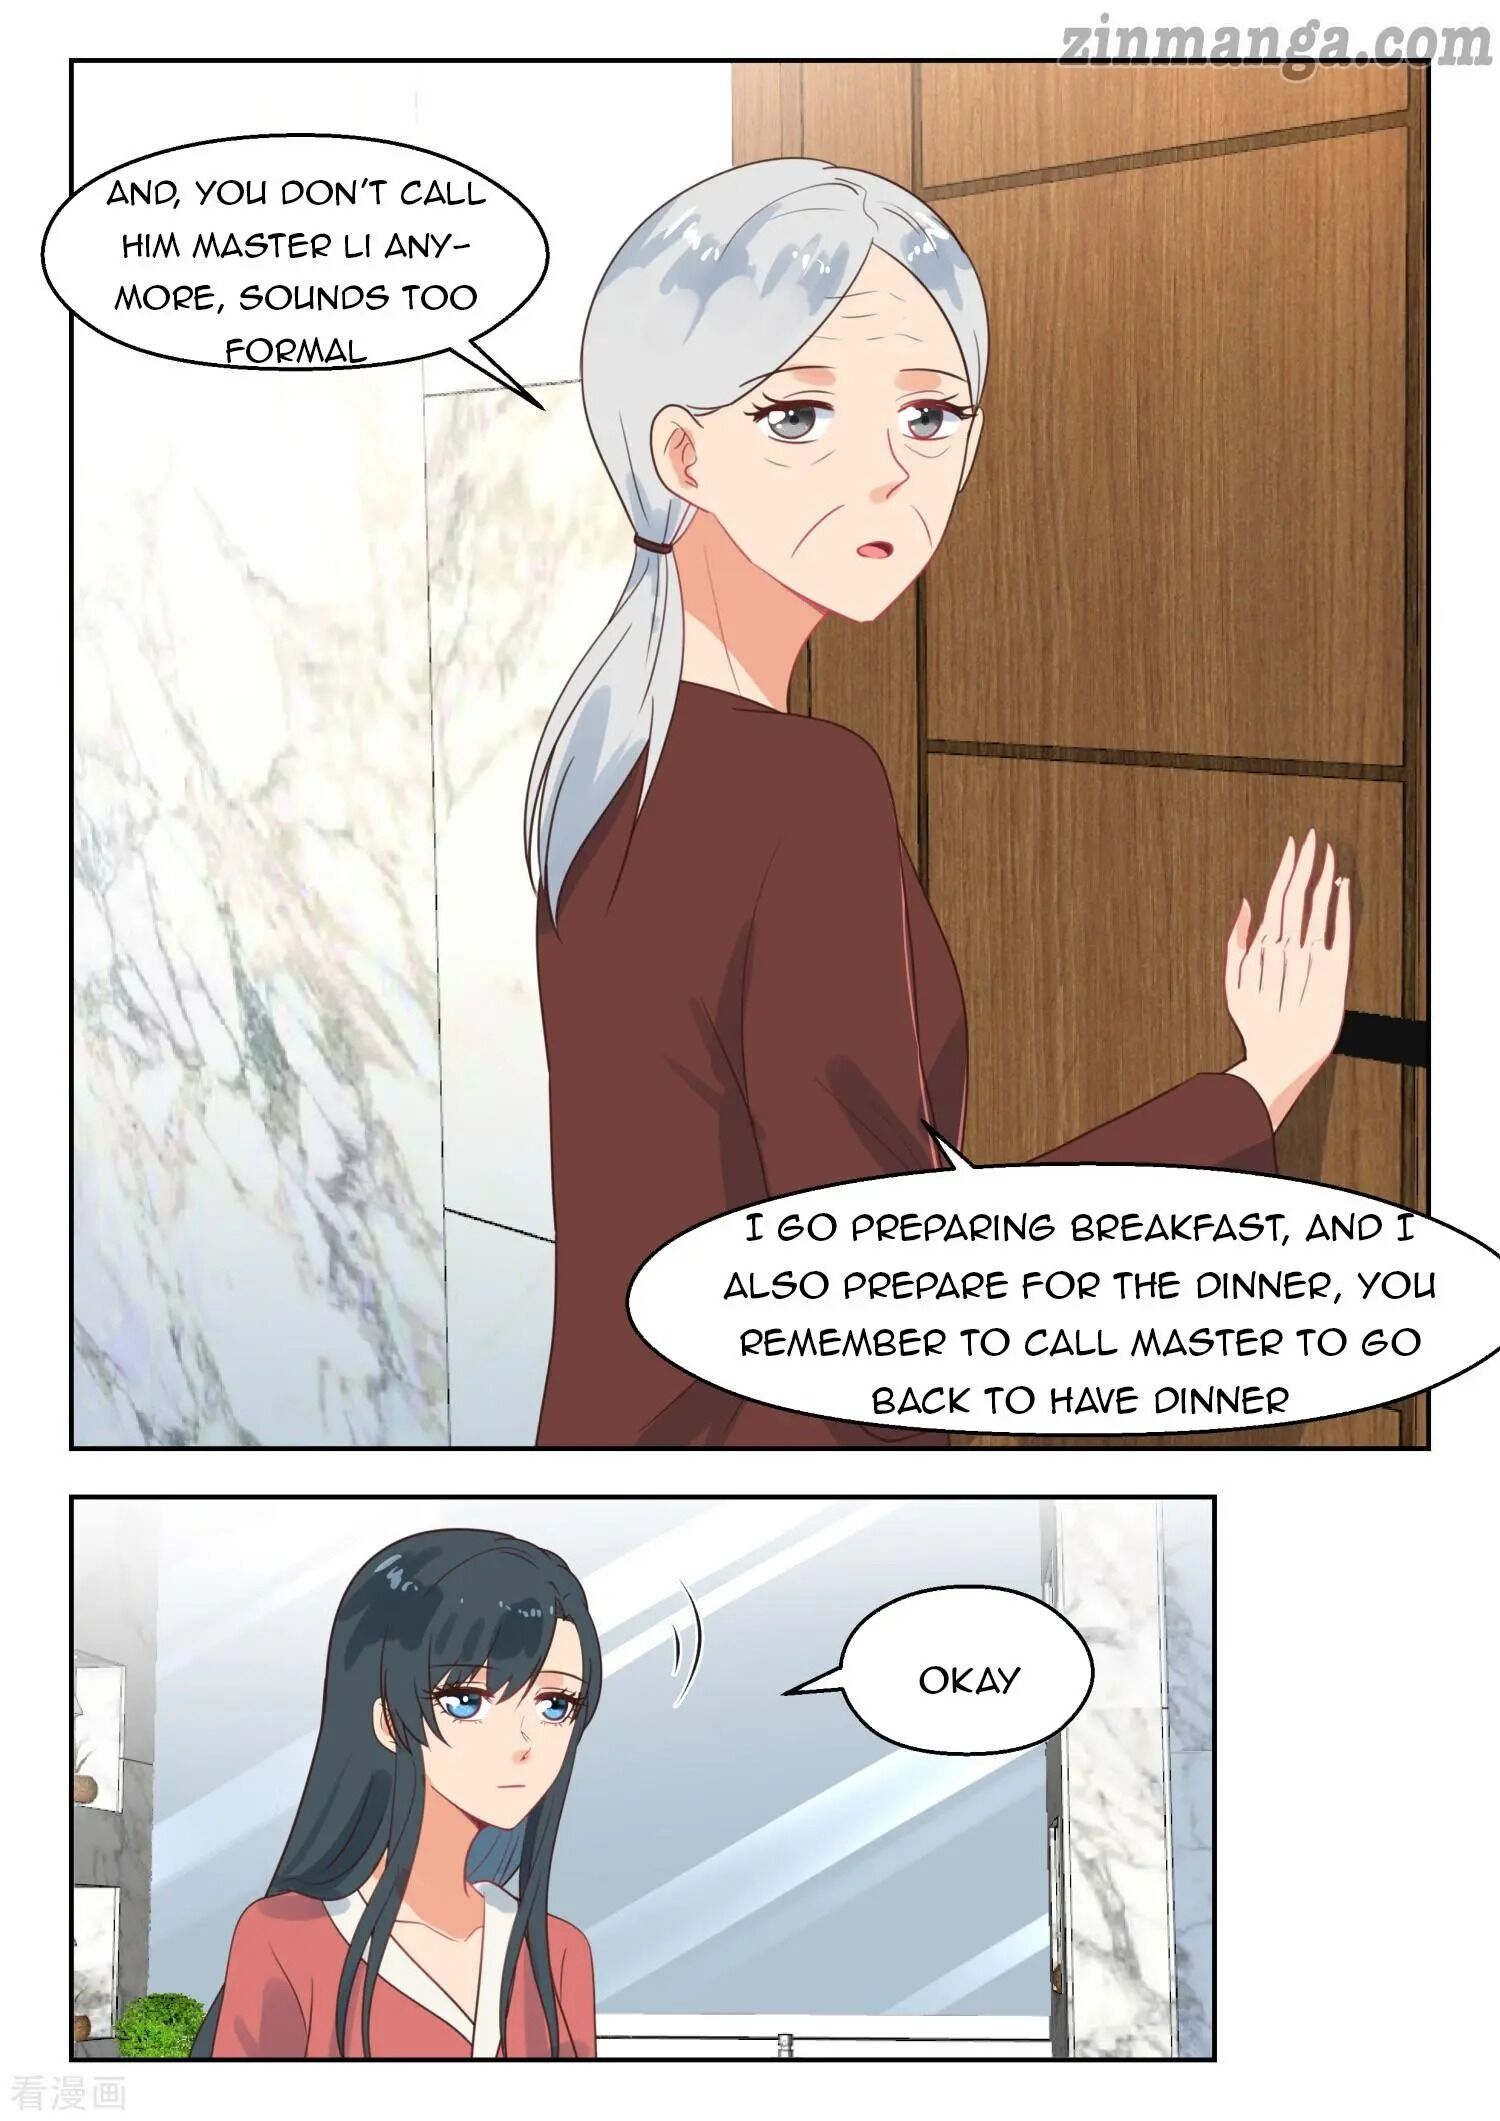 zinmanga.com
AND, YOU DON'T CALL
HIM MASTER LI ANY-
MORE, SOUNDS TOO
FORMAL
I GO PREPARING BREAKFAST, AND I
ALSO PREPARE FOR THE DINNER, YOU
REMEMBER TO CALL MASTER TO GO
BACK TO HAVE DINNER
OKAY
看漫画